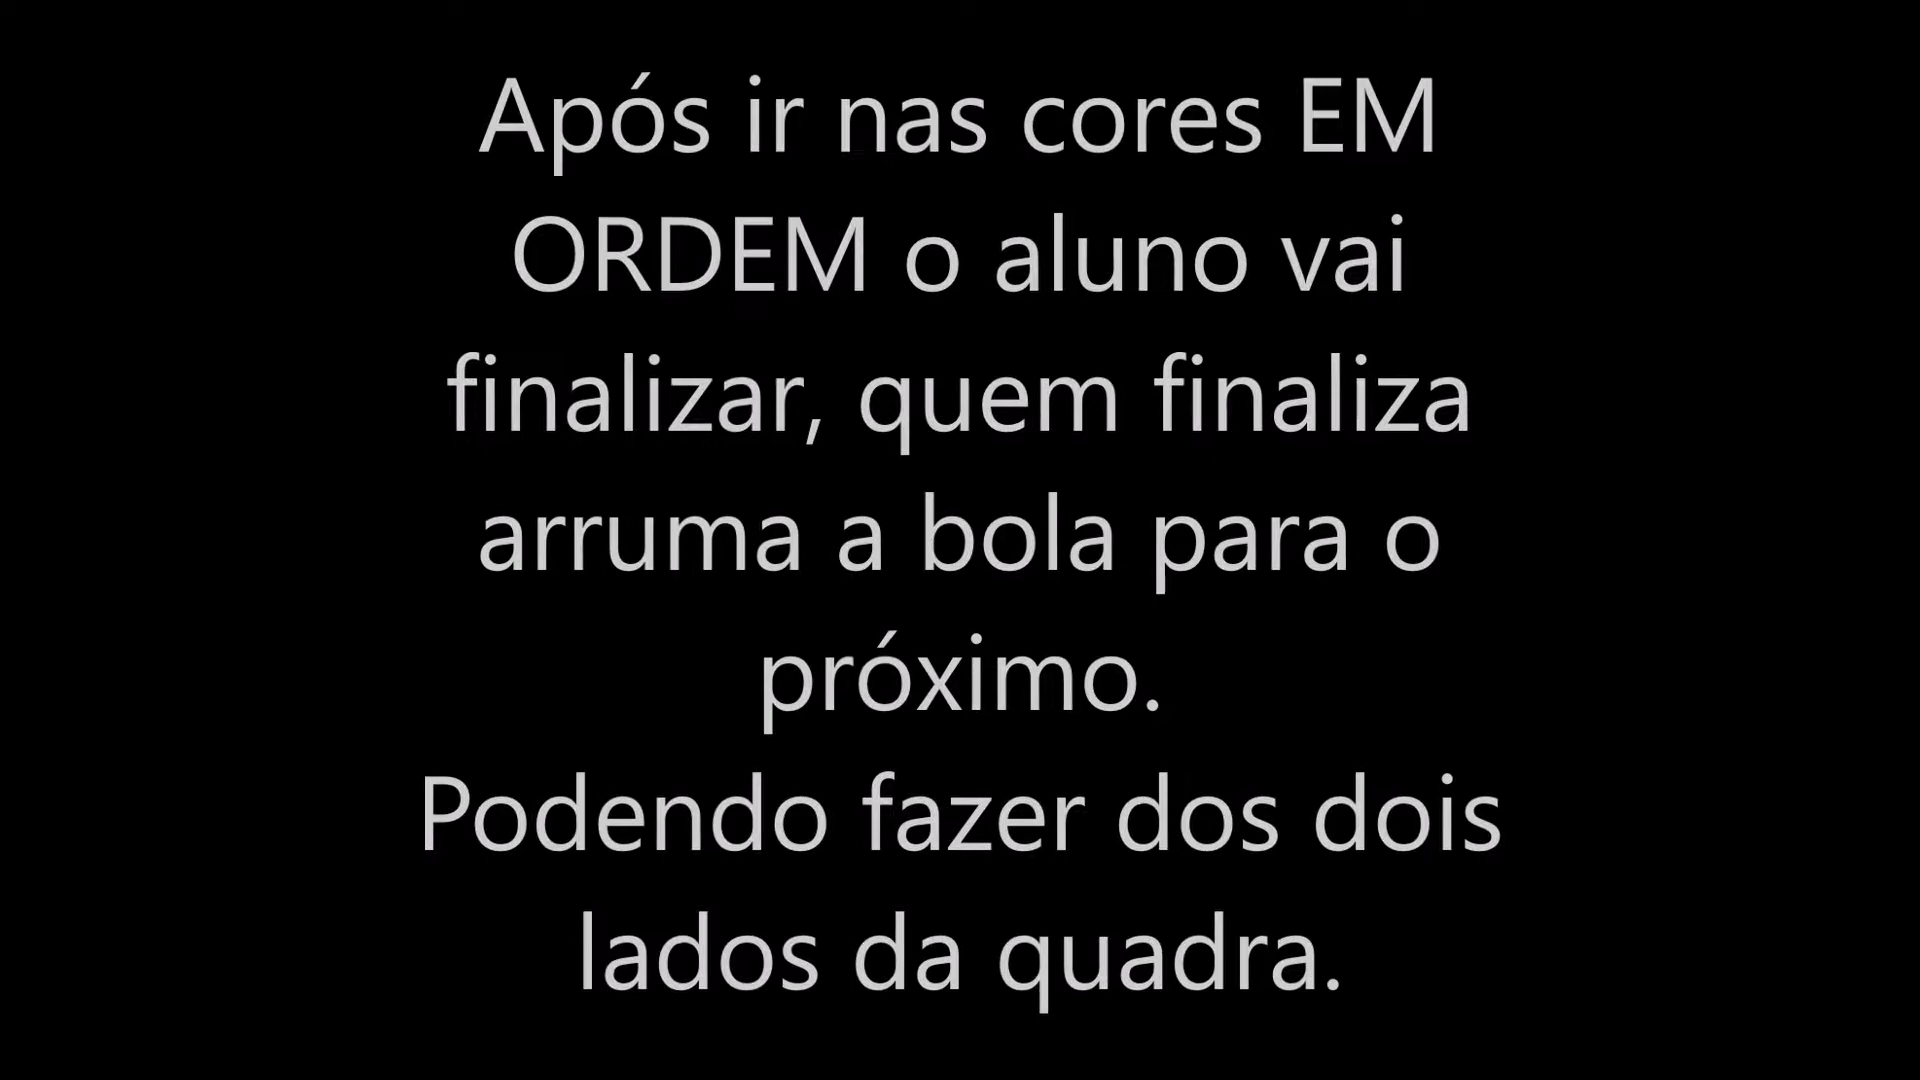 Após ir nas cores EM
ORDEM o aluno vai
finalizar, quem finaliza
arruma a bola para o
próximo.
Podendo fazer dos dois
lados da quadra.